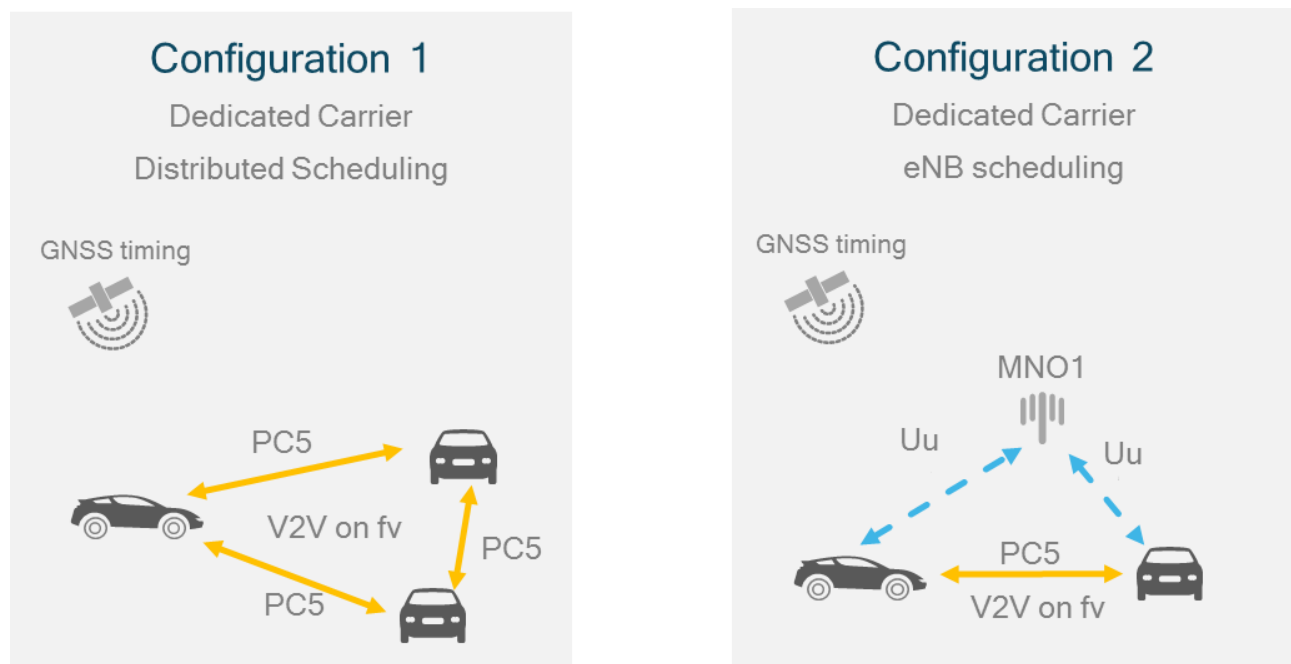 Configuration 1
Dedicated Carrier
Distributed Scheduling
GNSS timing
PC5
V2V on fv
PC5
PC5
Configuration 2
Dedicated Carrier
eNB scheduling
GNSS timing
MNO1
Uu
Uu
PC5
V2V on fv